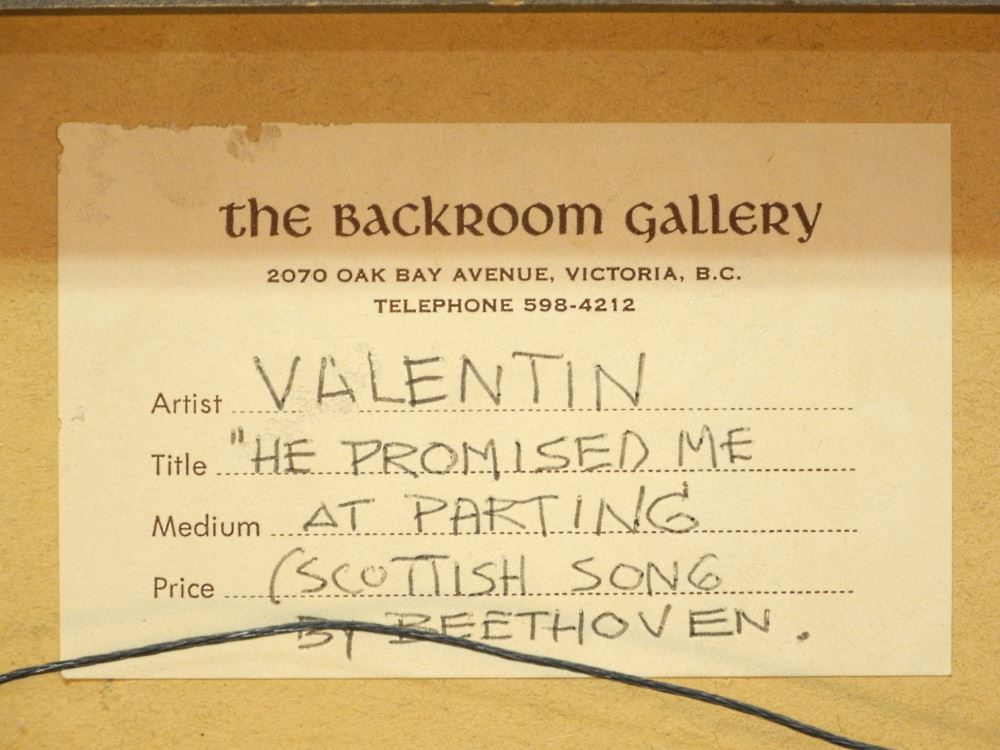 the Backroom Gallery
2070 OAK BAY AVENUE, VICTORIA, B.C.
TELEPHONE 598-4212
Artist VALENTIN
Title "HE PROMISED ME
Medium AT PARTING
Price (SCOTTISH SONG
BY BEETHOVEN.